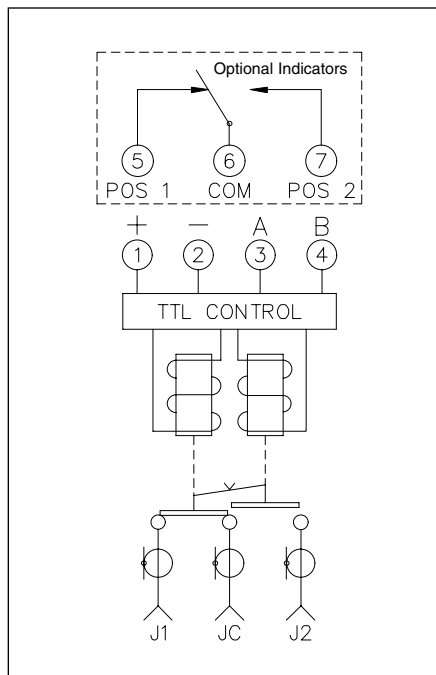 Optional Indicators
5 6 7
POS 1 COM POS 2
+ − A B
1 2 3 4
TTL CONTROL
J1 JC J2